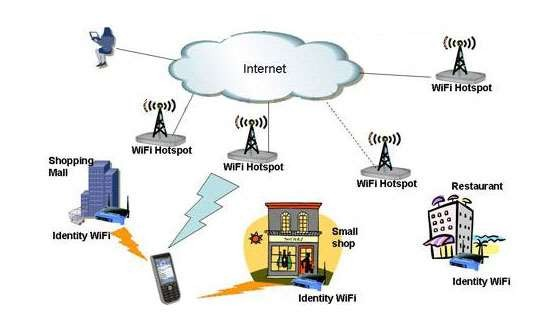 Internet
WiFi Hotspot
WiFi Hotspot
WiFi Hotspot
WiFi Hotspot
Shopping
Mall
Identity WiFi
Small
shop
Identity WiFi
Restaurant
Identity WiFi